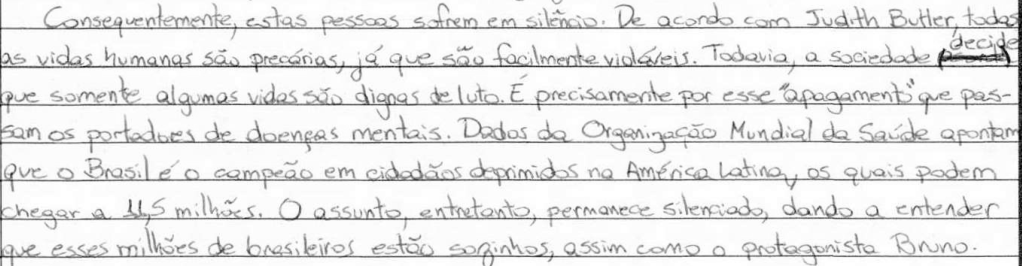 Consequentemente, estas pessoas sofrem em silêncio. De acordo com Judith Butler, todas
as vidas humanas são precárias, já que são facilmente violáveis. Todavia, a sociedade decide
que somente algumas vidas são dignas de luto. É precisamente por esse "apagamento" que pas-
sam os portadores de doenças mentais. Dados da Organização Mundial da Saúde apontam
que o Brasil é o campeão em cidadãos deprimidos na América Latina, os quais podem
chegar a 11,5 milhões. O assunto, entretanto, permanece silenciado, dando a entender
que esses milhões de brasileiros estão sozinhos, assim como o protagonista Bruno.